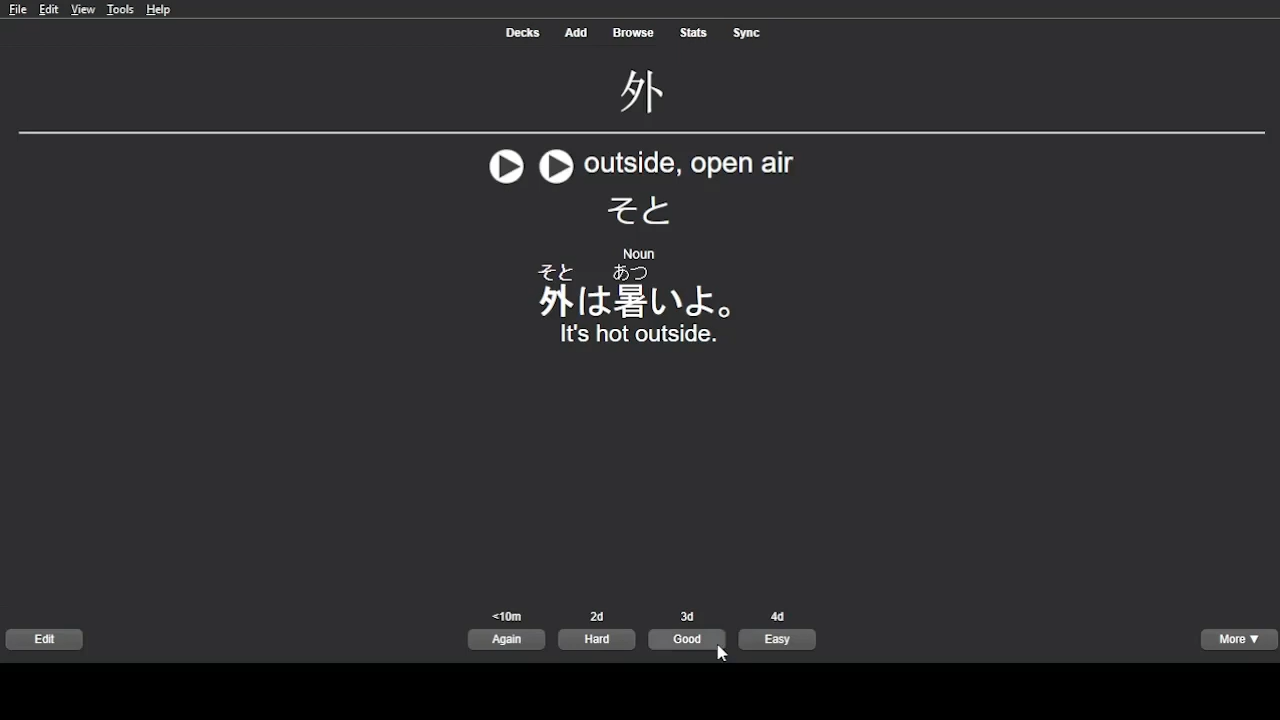 File Edit View Tools Help
Decks Add Browse Stats Sync
外
outside, open air
そと
Noun
そと あつ
外は暑いよ。
It's hot outside.
<10m 2d 3d 4d
Edit Again Hard Good Easy More ▼